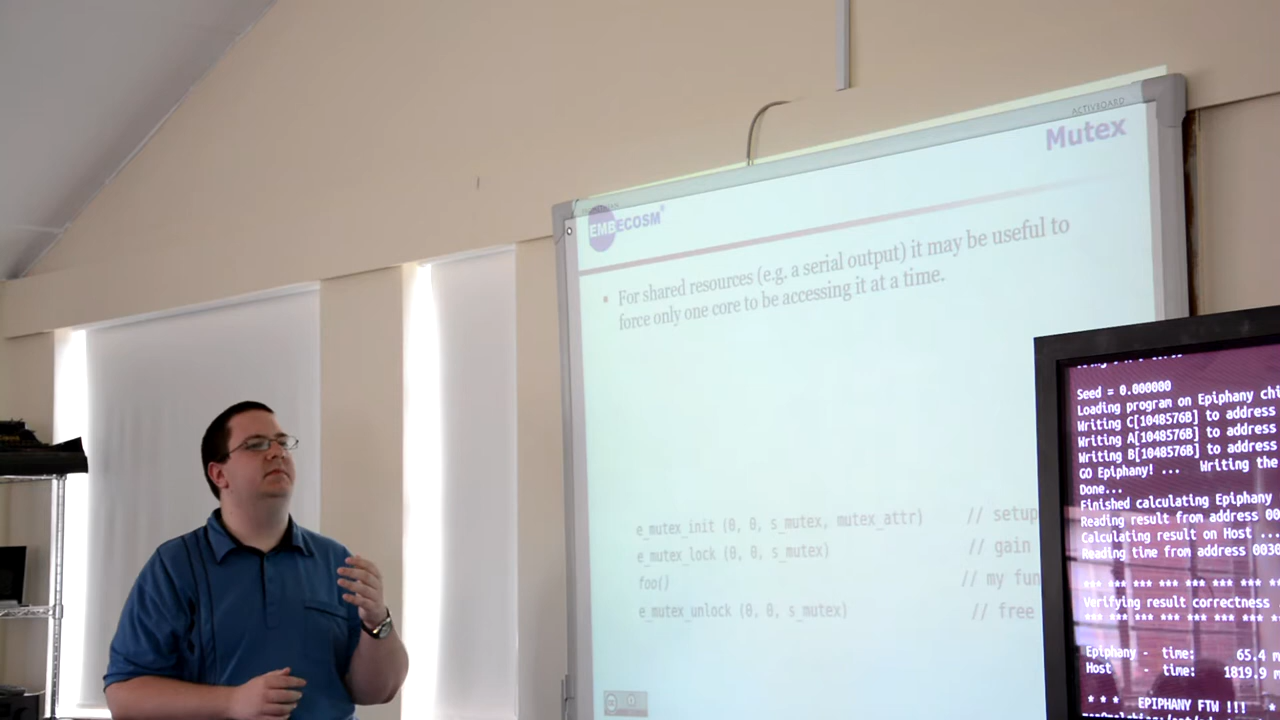 ACTIVBOARD
Mutex
EMBECOSM®
▪ For shared resources (e.g. a serial output) it may be useful to
force only one core to be accessing it at a time.
e_mutex_init (0, 0, s_mutex, mutex_attr) // setup
e_mutex_lock (0, 0, s_mutex) // gain
foo() // my fun
e_mutex_unlock (0, 0, s_mutex) // free
Seed = 0.000000
Loading program on Epiphany chi
Writing C[1048576B] to address
Writing A[1048576B] to address
Writing B[1048576B] to address
GO Epiphany! ... Writing the
Done...
Finished calculating Epiphany
Reading result from address 00
Calculating result on Host ...
Reading time from address 0030
*** *** *** *** *** *** ***
Verifying result correctness
*** *** *** *** *** *** ***
Epiphany - time: 65.4 m
Host - time: 1819.9 m
* * * EPIPHANY FTW !!! *